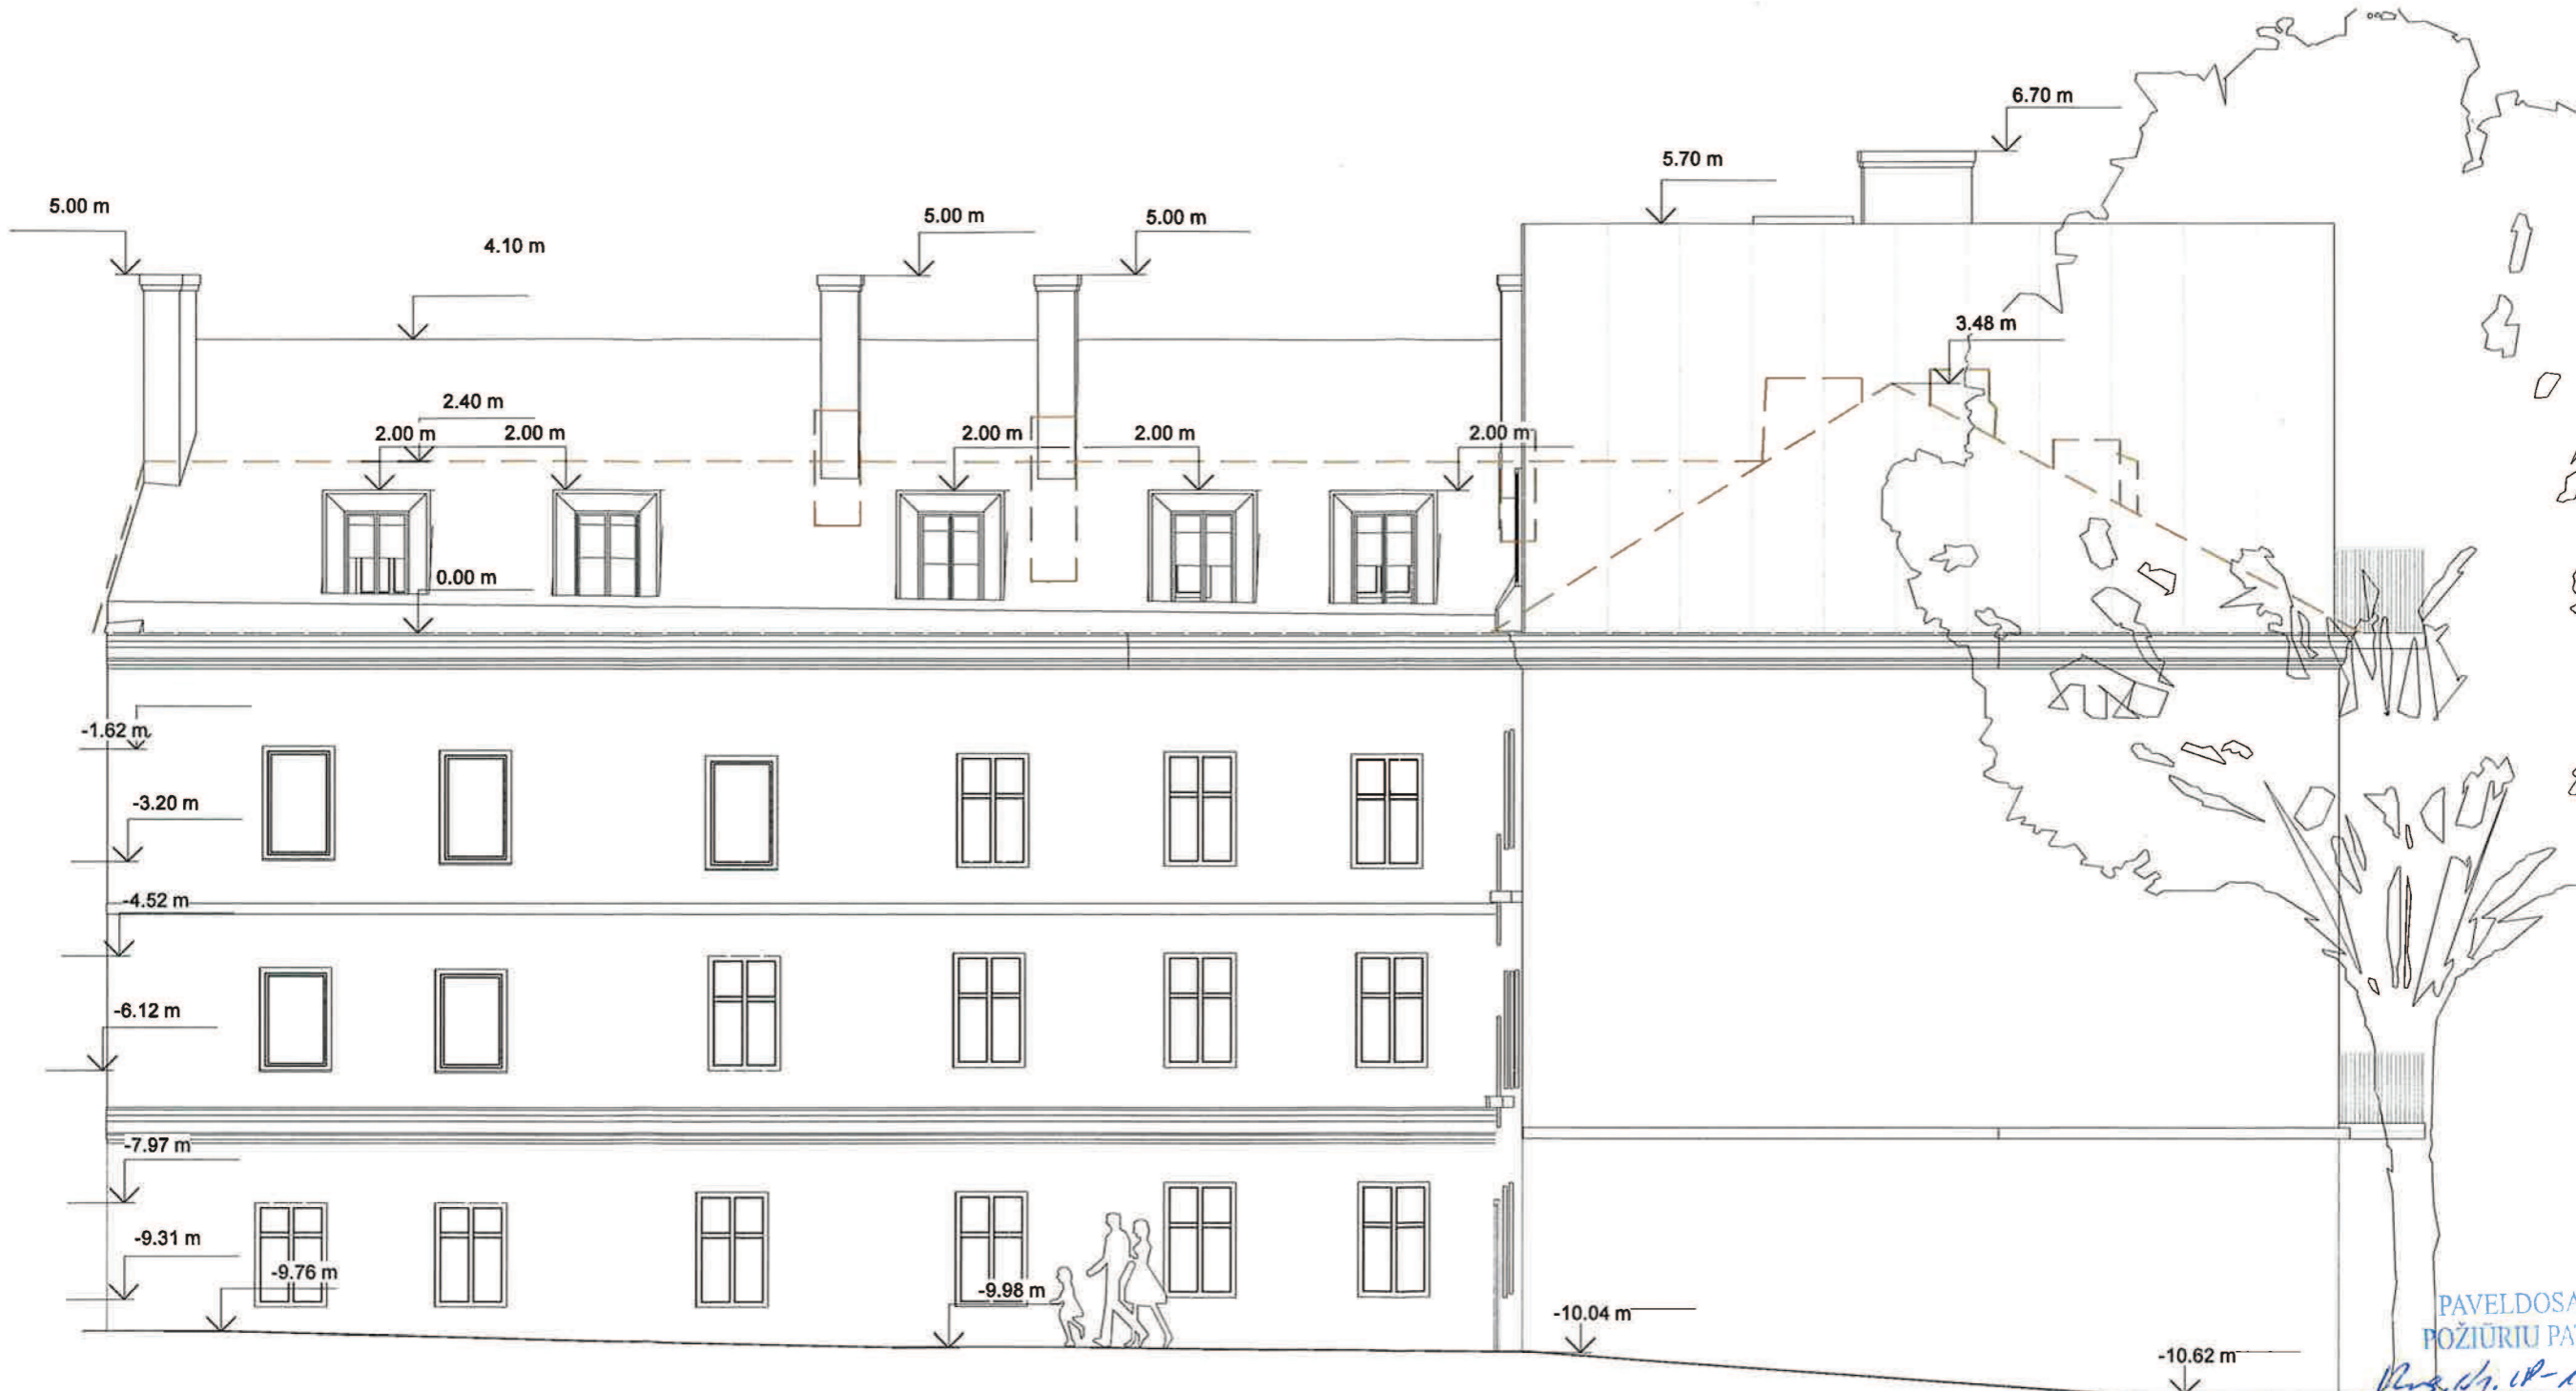 6.70 m
5.70 m
5.00 m
5.00 m
5.00 m
4.10 m
3.48 m
2.40 m
2.00 m
2.00 m
2.00 m
2.00 m
2.00 m
0.00 m
-1.62 m
-3.20 m
-4.52 m
-6.12 m
-7.97 m
-9.31 m
-9.76 m
-9.98 m
-10.04 m
-10.62 m
PAVELDOSA
POŽIŪRIU PA